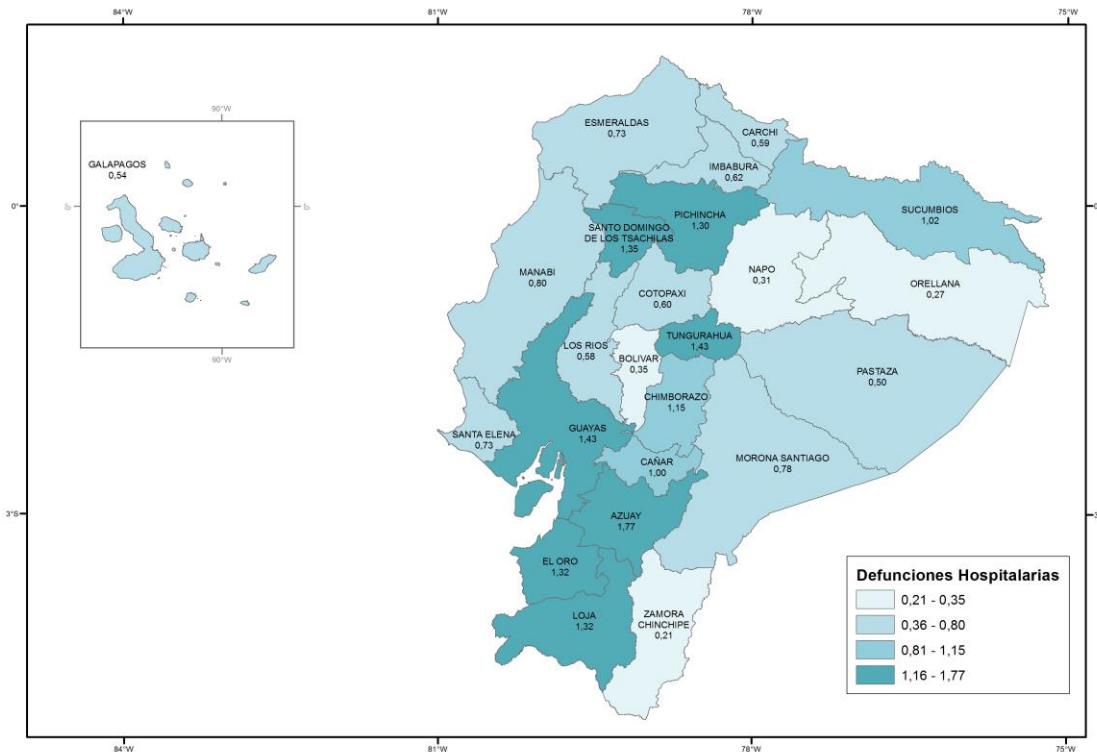 84°W
81°W
78°W
75°W
90°W
GALAPAGOS
0,54
0°
0°
90°W
ESMERALDAS
0,73
CARCHI
0,59
IMBABURA
0,62
0°
SUCUMBIOS
1,02
PICHINCHA
1,30
SANTO DOMINGO
DE LOS TSACHILAS
1,35
NAPO
0,31
ORELLANA
0,27
MANABI
0,80
COTOPAXI
0,60
TUNGURAHUA
1,43
LOS RIOS
0,58
BOLIVAR
0,35
PASTAZA
0,50
CHIMBORAZO
1,15
SANTA ELENA
0,73
GUAYAS
1,43
MORONA SANTIAGO
0,78
CAÑAR
1,00
3°S
AZUAY
1,77
EL ORO
1,32
LOJA
1,32
ZAMORA
CHINCHIPE
0,21
Defunciones Hospitalarias
0,21 - 0,35
0,36 - 0,80
0,81 - 1,15
1,16 - 1,77
84°W
81°W
78°W
75°W